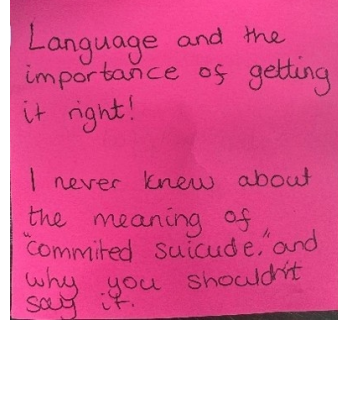 Language and the
importance of getting
it right!
I never knew about
the meaning of
"commited suicude," and
why you shouldn't
say it.